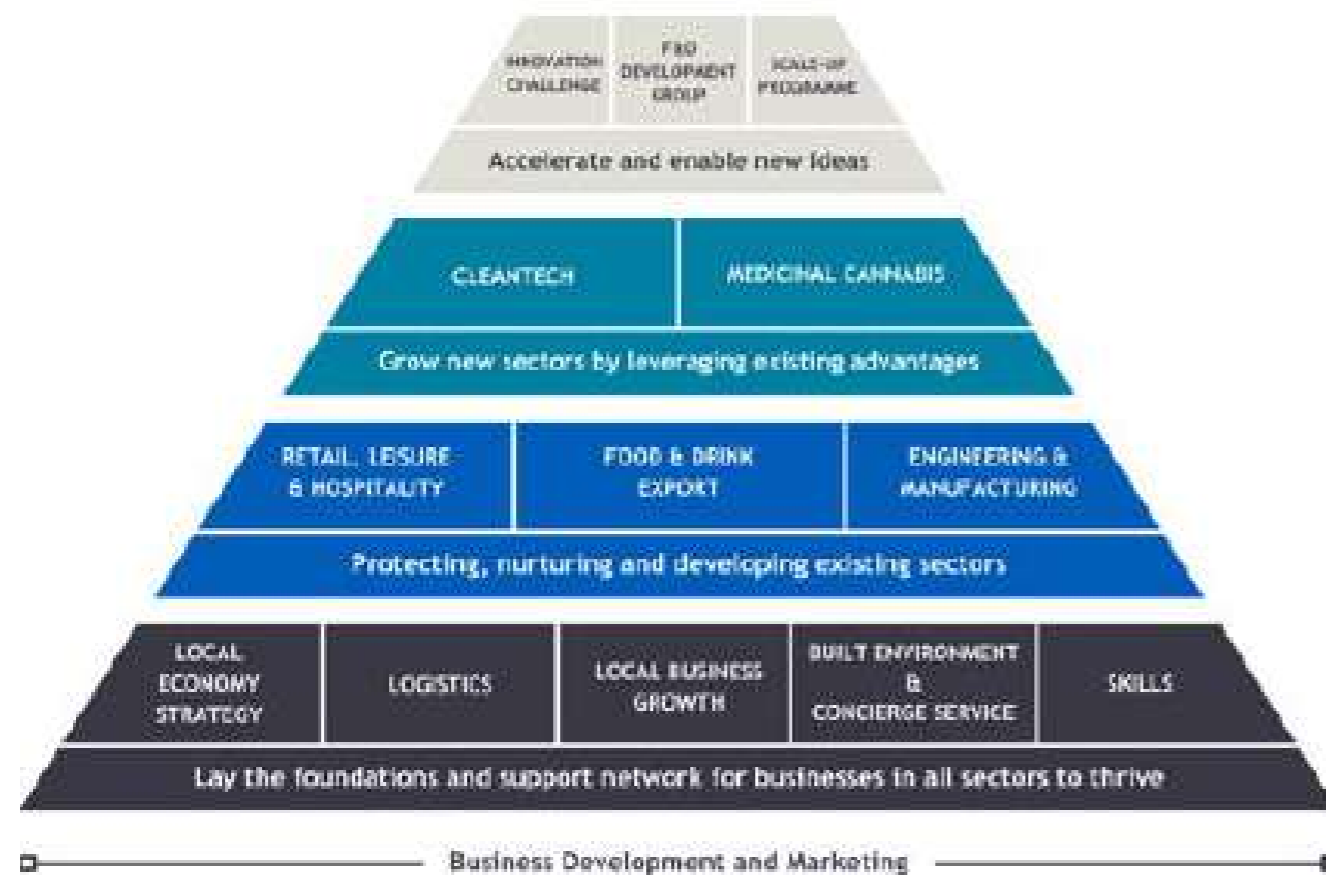 INNOVATION
CHALLENGE
DEVELOPMENT
GROUP
SCALE-UP
PROGRAMME
Accelerate and enable new ideas
CLEANTECH
MEDICINAL CANNABIS
Grow new sectors by leveraging existing advantages
RETAIL, LEISURE
& HOSPITALITY
FOOD & DRINK
EXPORT
ENGINEERING &
MANUFACTURING
Protecting, nurturing and developing existing sectors
LOCAL
ECONOMY
STRATEGY
LOGISTICS
LOCAL BUSINESS
GROWTH
BUILT ENVIRONMENT
&
CONCIERGE SERVICE
SKILLS
Lay the foundations and support network for businesses in all sectors to thrive
Business Development and Marketing